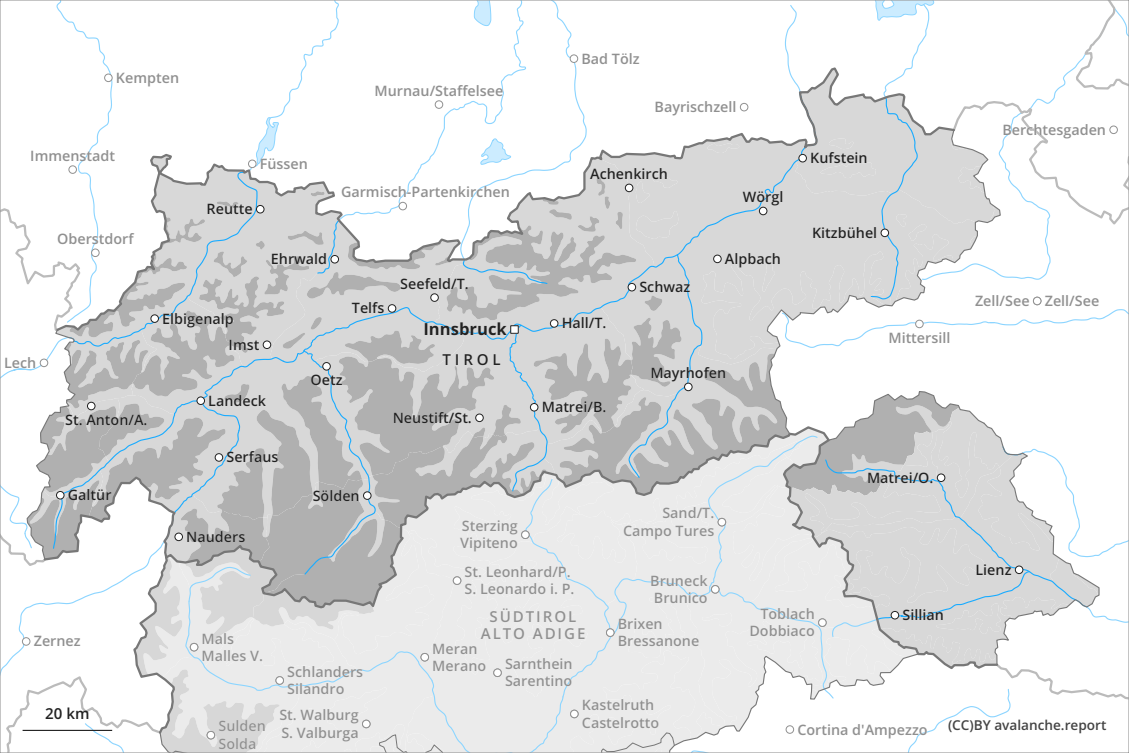 Kempten
Bad Tölz
Murnau/Staffelsee
Bayrischzell
Berchtesgaden
Immenstadt
Füssen
Kufstein
Achenkirch
Garmisch-Partenkirchen
Wörgl
Reutte
Oberstdorf
Kitzbühel
Ehrwald
Alpbach
Seefeld/T.
Schwaz
Zell/See
Zell/See
Telfs
Elbigenalp
Innsbruck
Hall/T.
Mittersill
Imst
TIROL
Lech
Oetz
Mayrhofen
Landeck
St. Anton/A.
Neustift/St.
Matrei/B.
Serfaus
Matrei/O.
Galtür
Sölden
Sand/T.
Campo Tures
Sterzing
Vipiteno
Nauders
St. Leonhard/P.
S. Leonardo i. P.
Bruneck
Brunico
Lienz
SÜDTIROL
ALTO ADIGE
Toblach
Dobbiaco
Sillian
Brixen
Bressanone
Zernez
Mals
Malles V.
Meran
Merano
Sarnthein
Sarentino
Schlanders
Silandro
Kastelruth
Castelrotto
20 km
St. Walburg
S. Valburga
Sulden
Solda
Cortina d'Ampezzo
(CC)BY avalanche.report